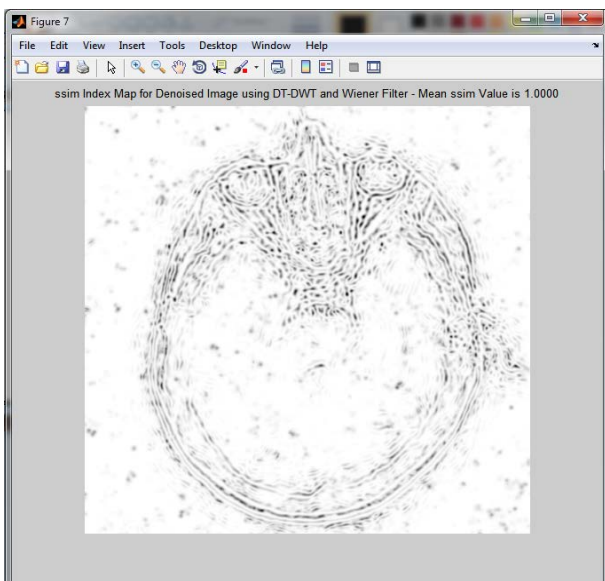 Figure 7
File Edit View Insert Tools Desktop Window Help
ssim Index Map for Denoised Image using DT-DWT and Wiener Filter - Mean ssim Value is 1.0000